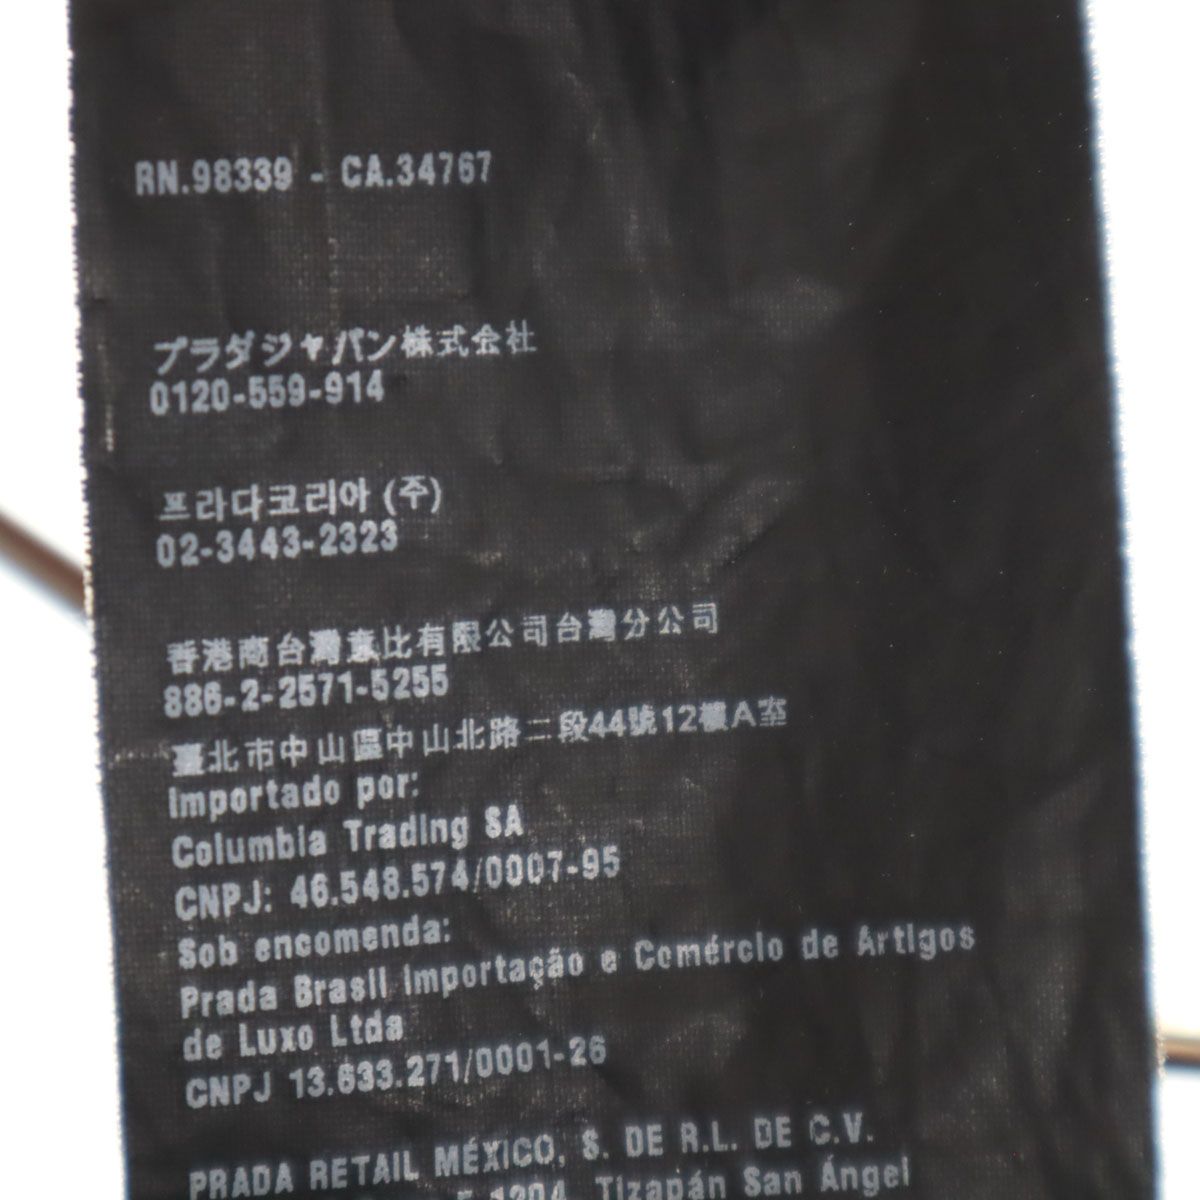 RN.98339 - CA.34767
プラダジャパン株式会社
0120-559-914
프라다코리아 (주)
02-3443-2323
香港商台灣意比有限公司台灣分公司
886-2-2571-5255
臺北市中山區中山北路二段44號12樓A室
Importado por:
Columbia Trading SA
CNPJ: 46.548.574/0007-95
Sob encomenda:
Prada Brasil Importação e Comércio de Artigos
de Luxo Ltda
CNPJ 13.633.271/0001-26
PRADA RETAIL MÉXICO, S. DE R.L. DE C.V.
Tizapán San Ángel